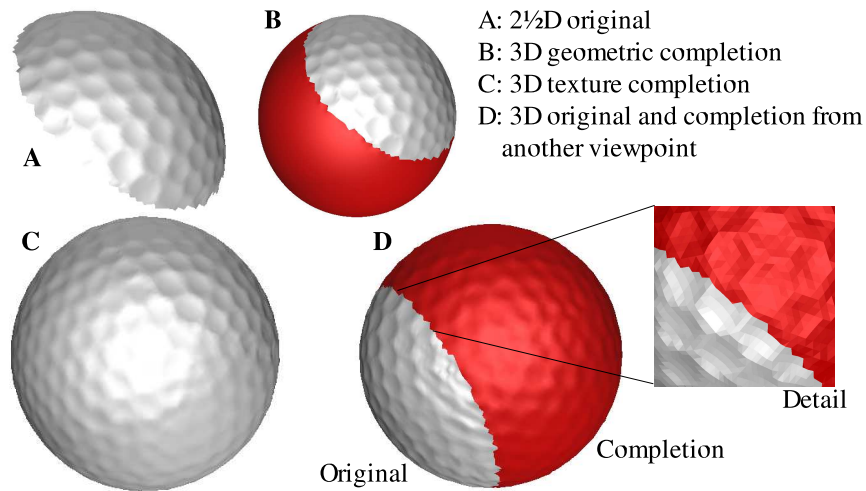 A: 2½D original
B: 3D geometric completion
C: 3D texture completion
D: 3D original and completion from
another viewpoint
A
B
C
D
Detail
Completion
Original